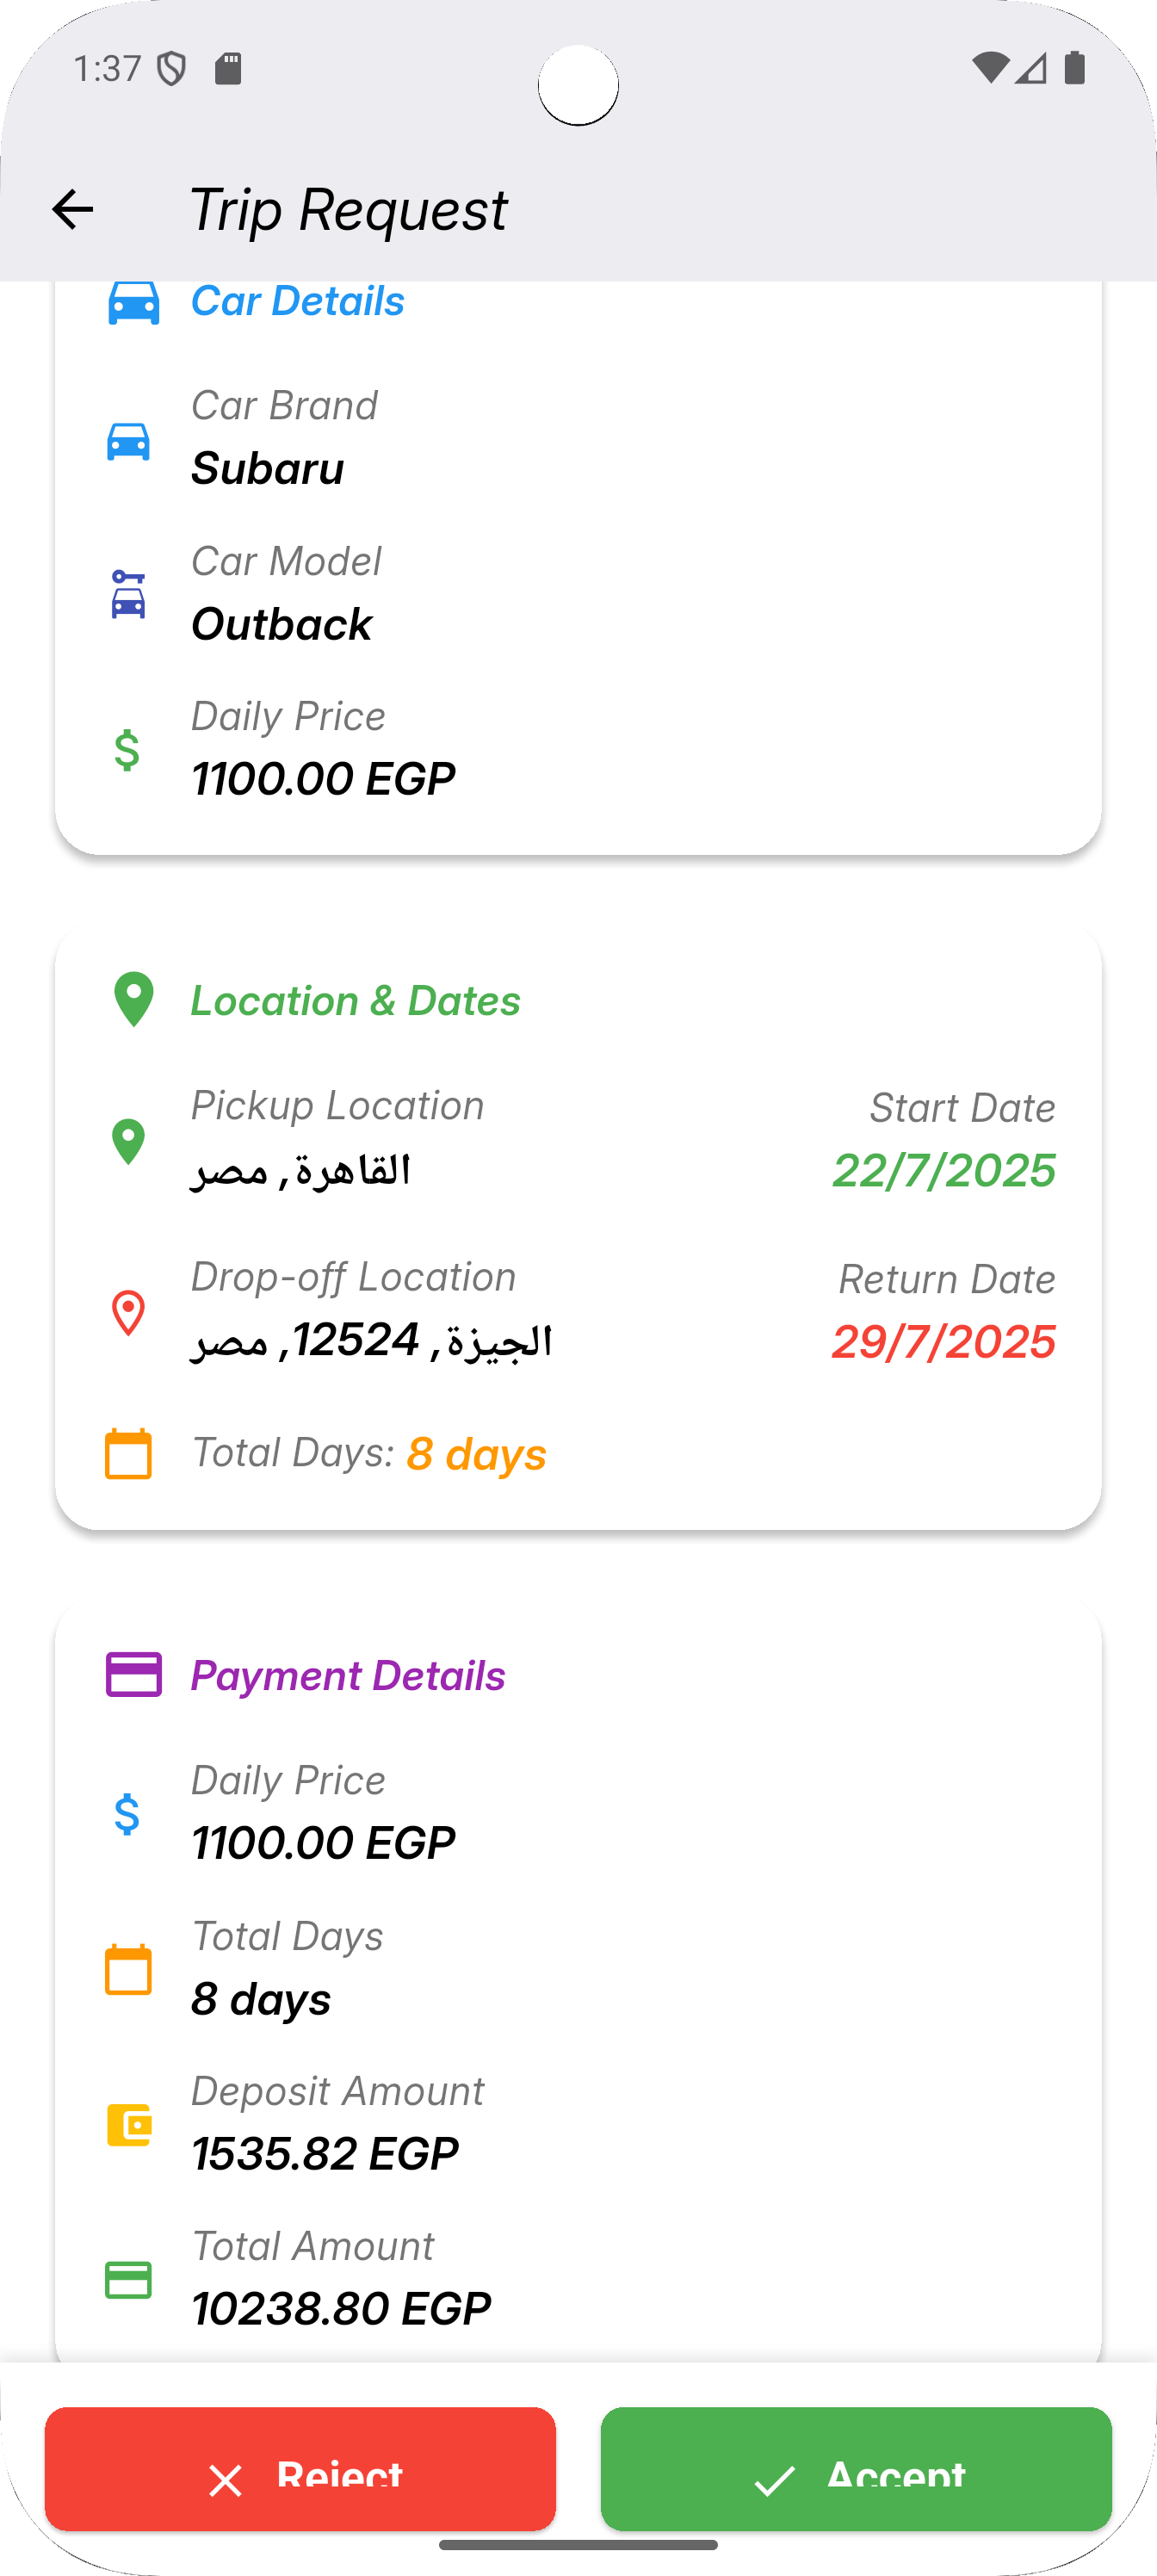 1:37
Trip Request
Car Details
Car Brand
Subaru
Car Model
Outback
Daily Price
1100.00 EGP
Location & Dates
Pickup Location
القاهرة, مصر
Start Date
22/7/2025
Drop-off Location
الجيزة, 12524, مصر
Return Date
29/7/2025
Total Days: 8 days
Payment Details
Daily Price
1100.00 EGP
Total Days
8 days
Deposit Amount
1535.82 EGP
Total Amount
10238.80 EGP
Reject
Accept